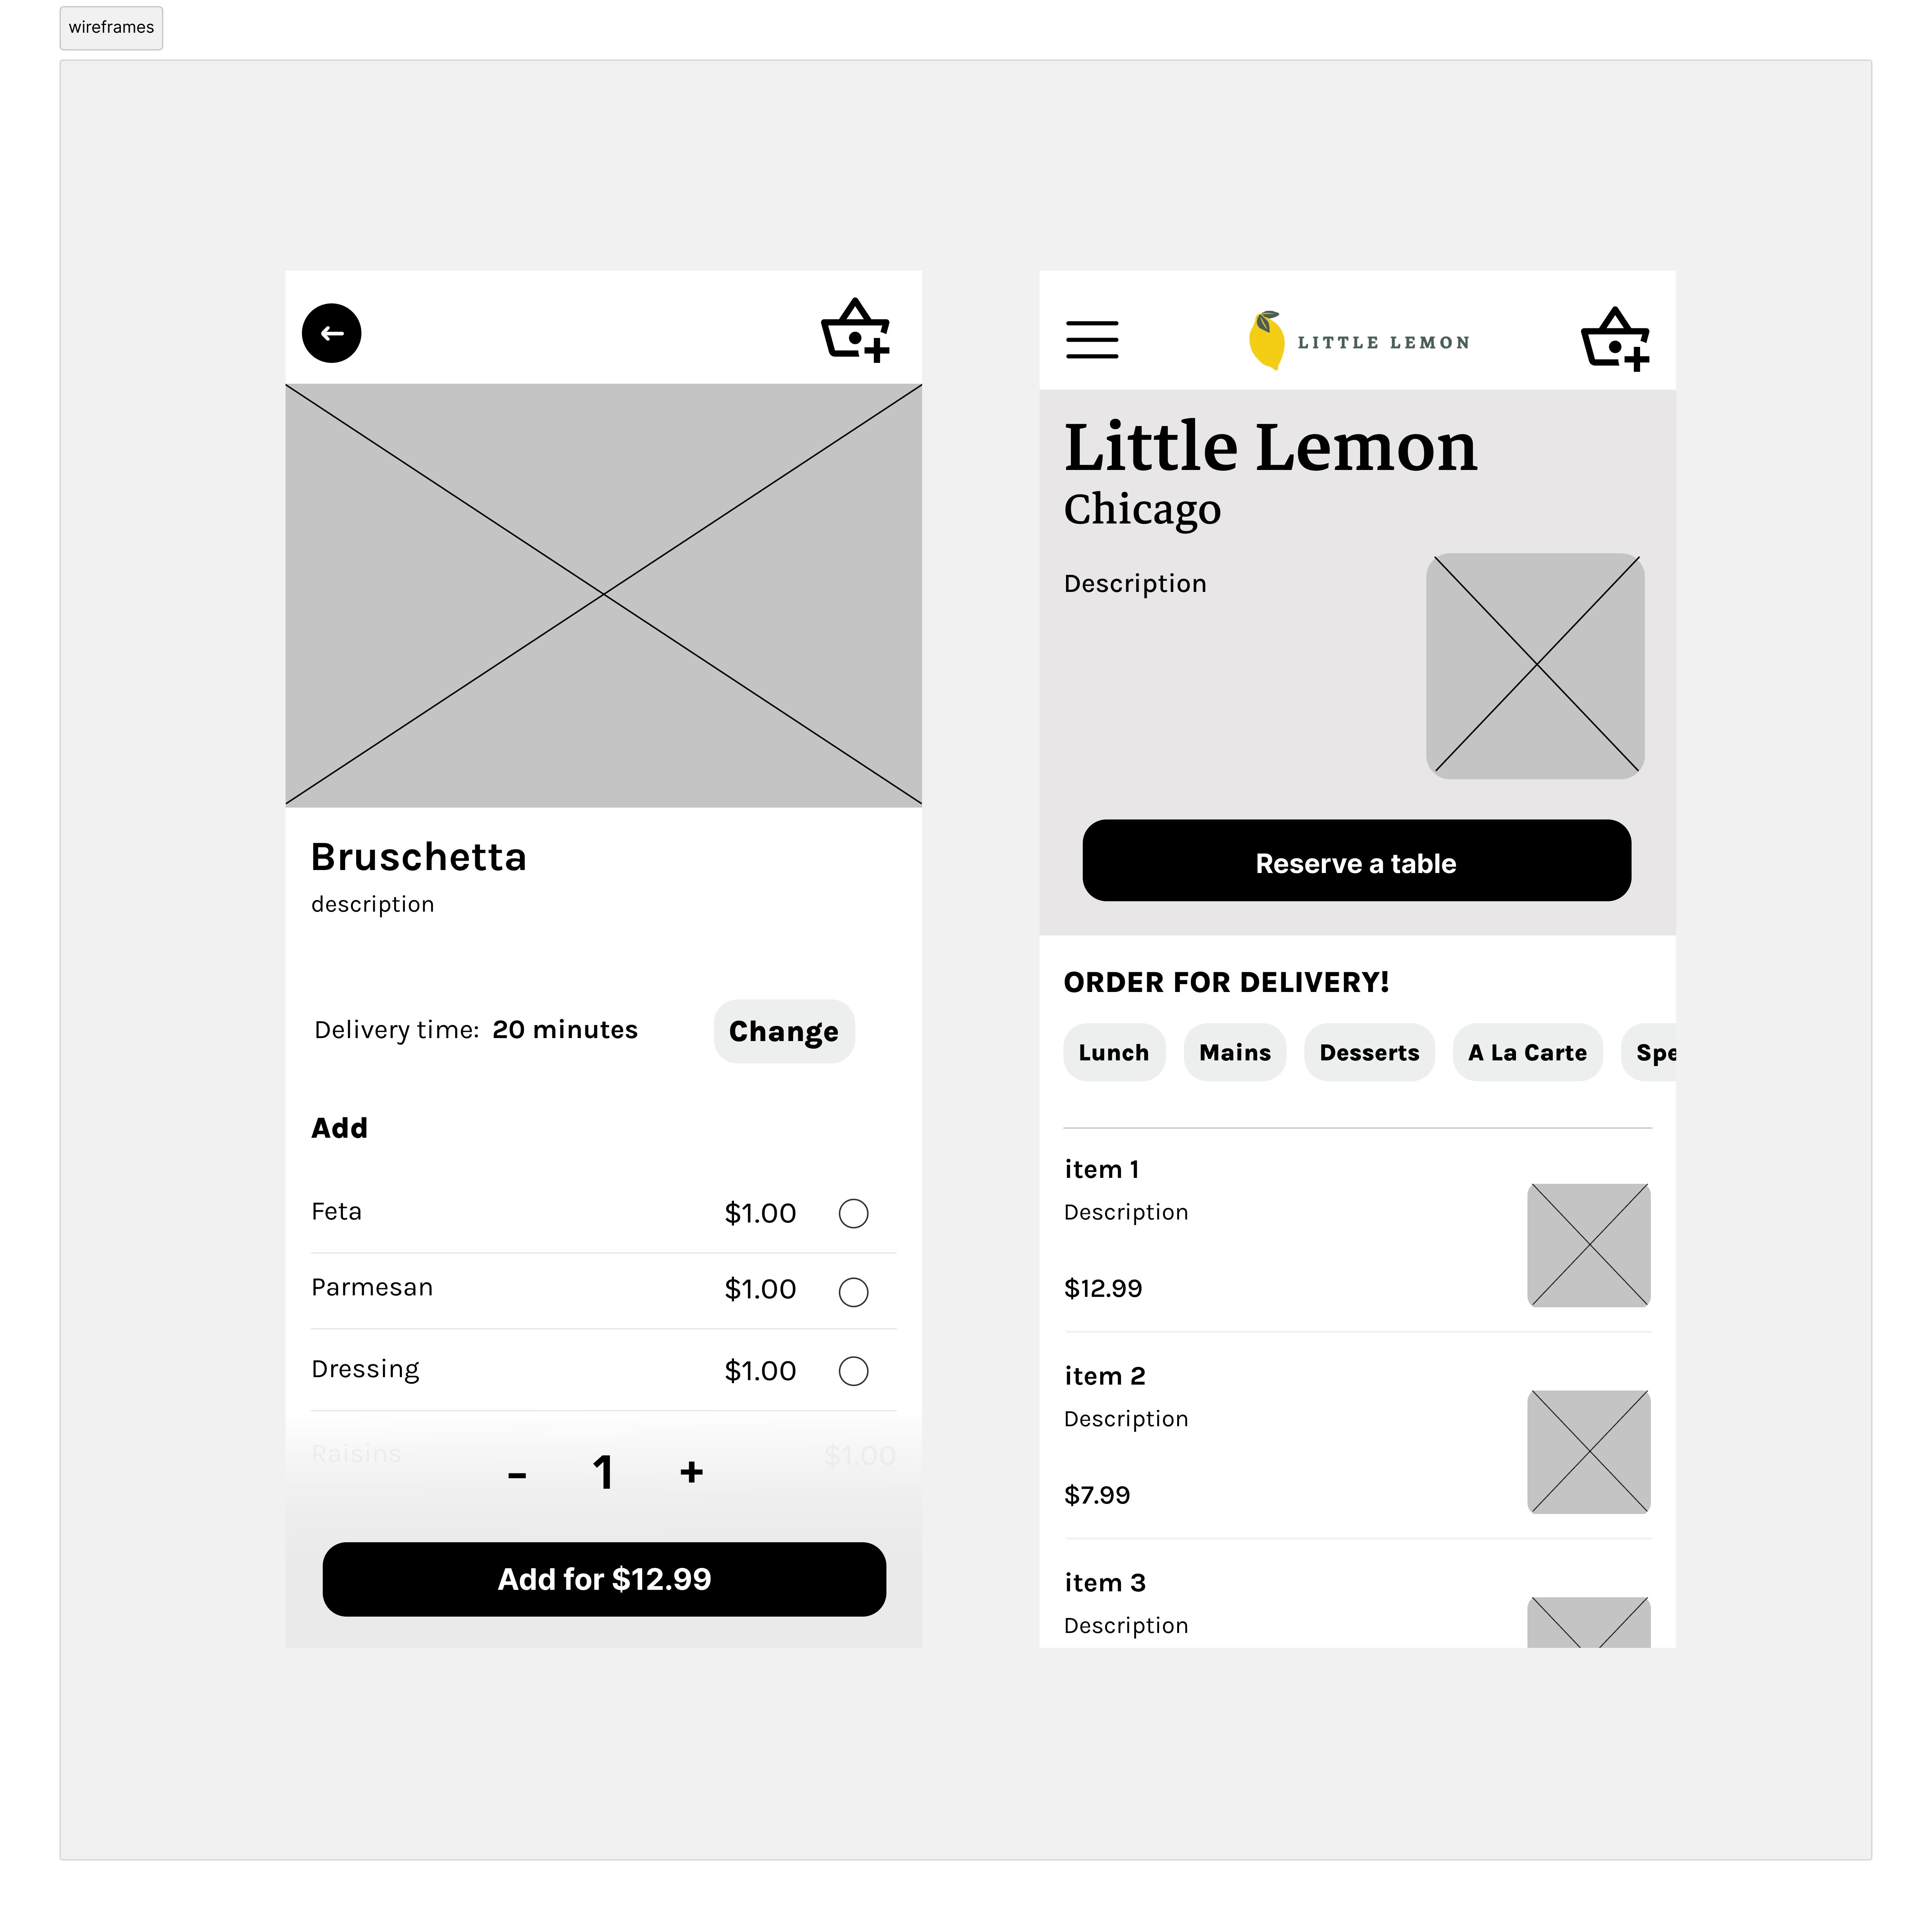 wireframes
Bruschetta
description
Delivery time: 20 minutes
Change
Add
Feta $1.00
Parmesan $1.00
Dressing $1.00
Raisins $1.00
- 1 +
Add for $12.99
LITTLE LEMON
Little Lemon
Chicago
Description
Reserve a table
ORDER FOR DELIVERY!
Lunch Mains Desserts A La Carte Spe
item 1
Description
$12.99
item 2
Description
$7.99
item 3
Description